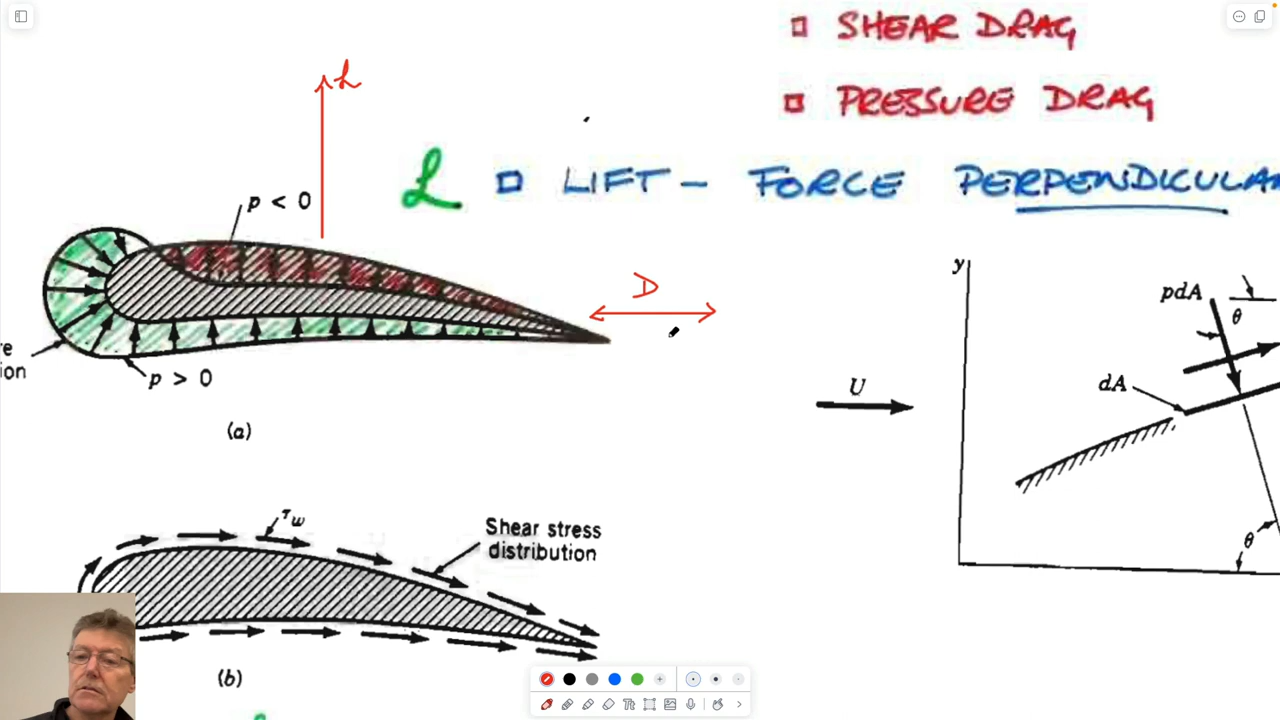 □ SHEAR DRAG
□ PRESSURE DRAG
ℒ
ℒ □ LIFT - FORCE PERPENDICULAR
p < 0
D
p > 0
(a)
U
y
pdA
θ
dA
θ
τw
Shear stress
distribution
(b)